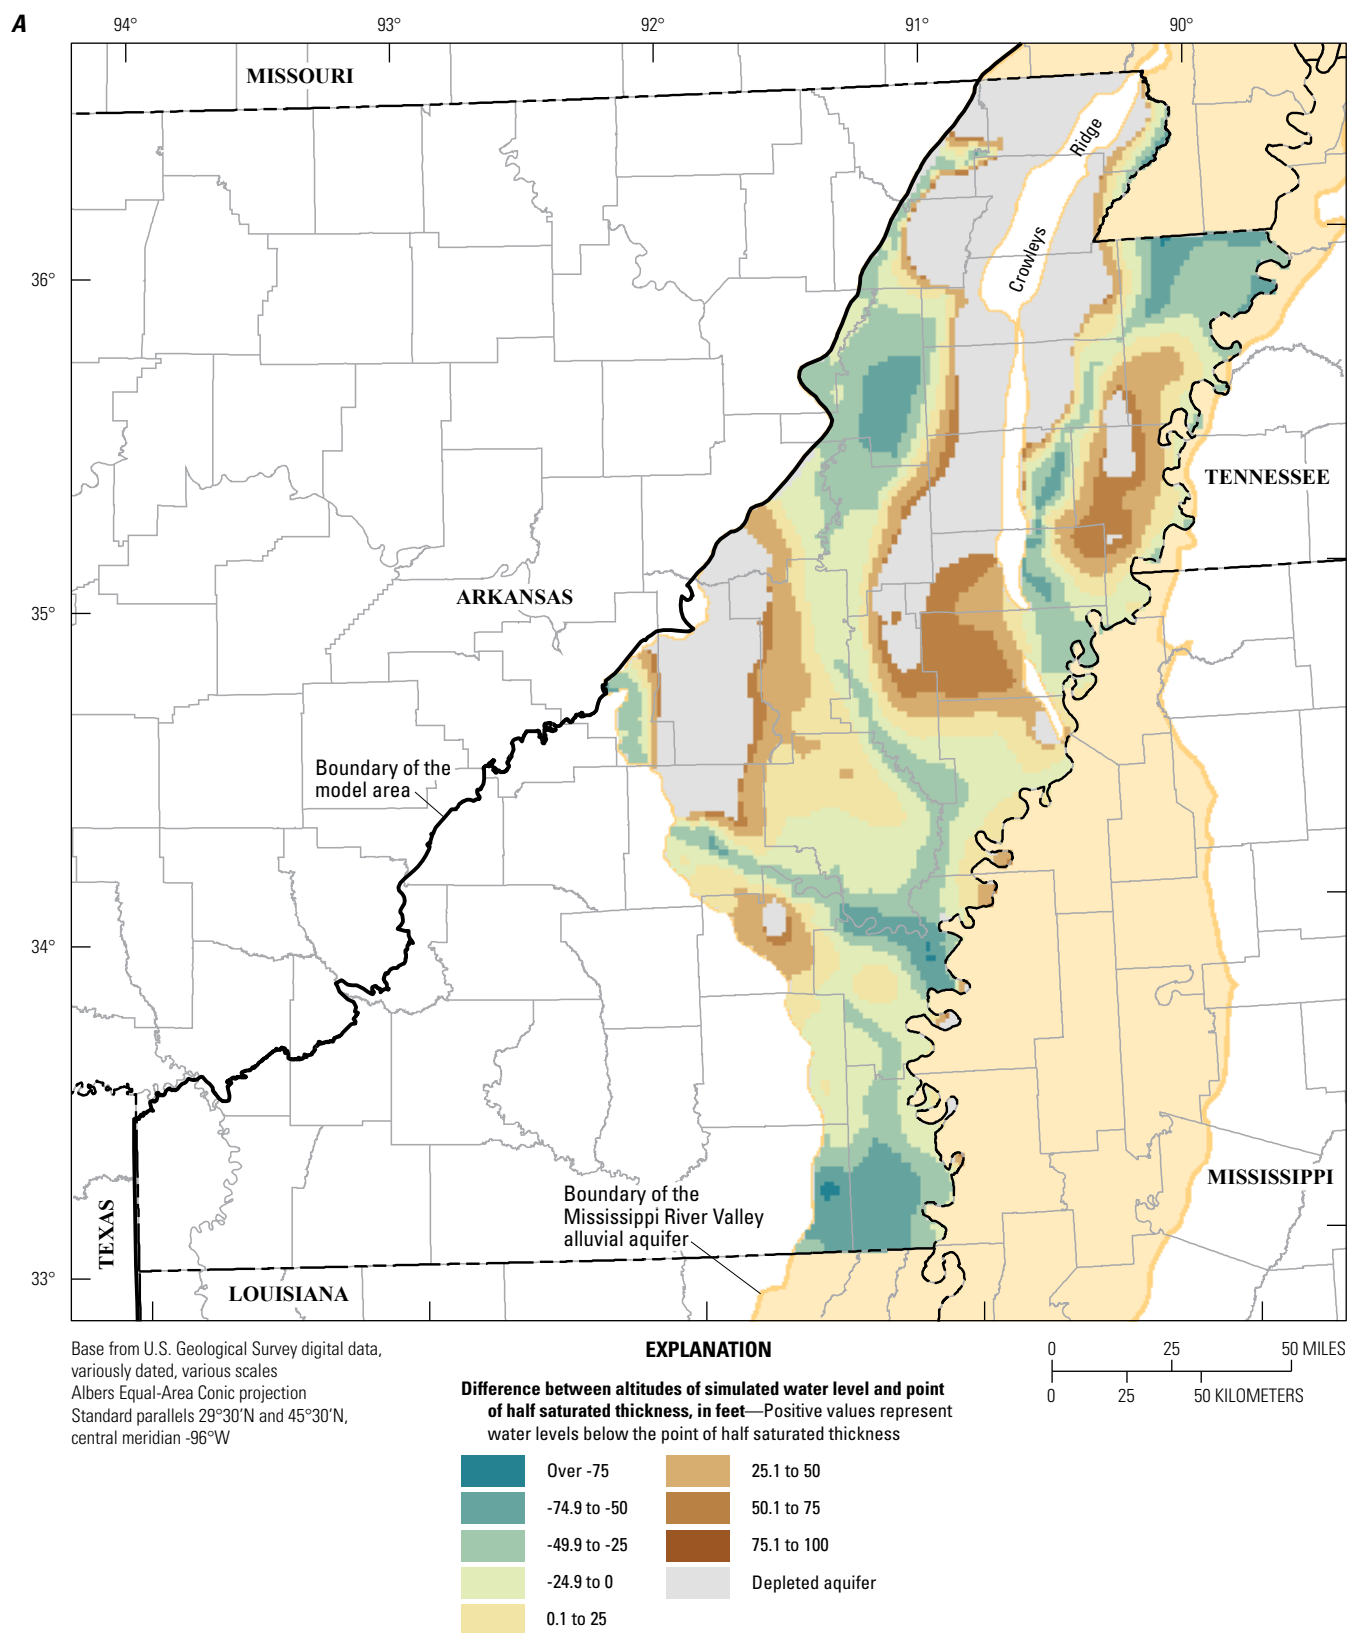 A
94°
93°
92°
91°
90°
MISSOURI
Ridge
Crowleys
36°
TENNESSEE
ARKANSAS
35°
Boundary of the
model area
34°
MISSISSIPPI
Boundary of the
Mississippi River Valley
alluvial aquifer
TEXAS
33°
LOUISIANA
Base from U.S. Geological Survey digital data,
variously dated, various scales
Albers Equal-Area Conic projection
Standard parallels 29°30'N and 45°30'N,
central meridian -96°W
EXPLANATION
Difference between altitudes of simulated water level and point
of half saturated thickness, in feet—Positive values represent
water levels below the point of half saturated thickness
Over -75
-74.9 to -50
-49.9 to -25
-24.9 to 0
0.1 to 25
25.1 to 50
50.1 to 75
75.1 to 100
Depleted aquifer
0 25 50 MILES
0 25 50 KILOMETERS